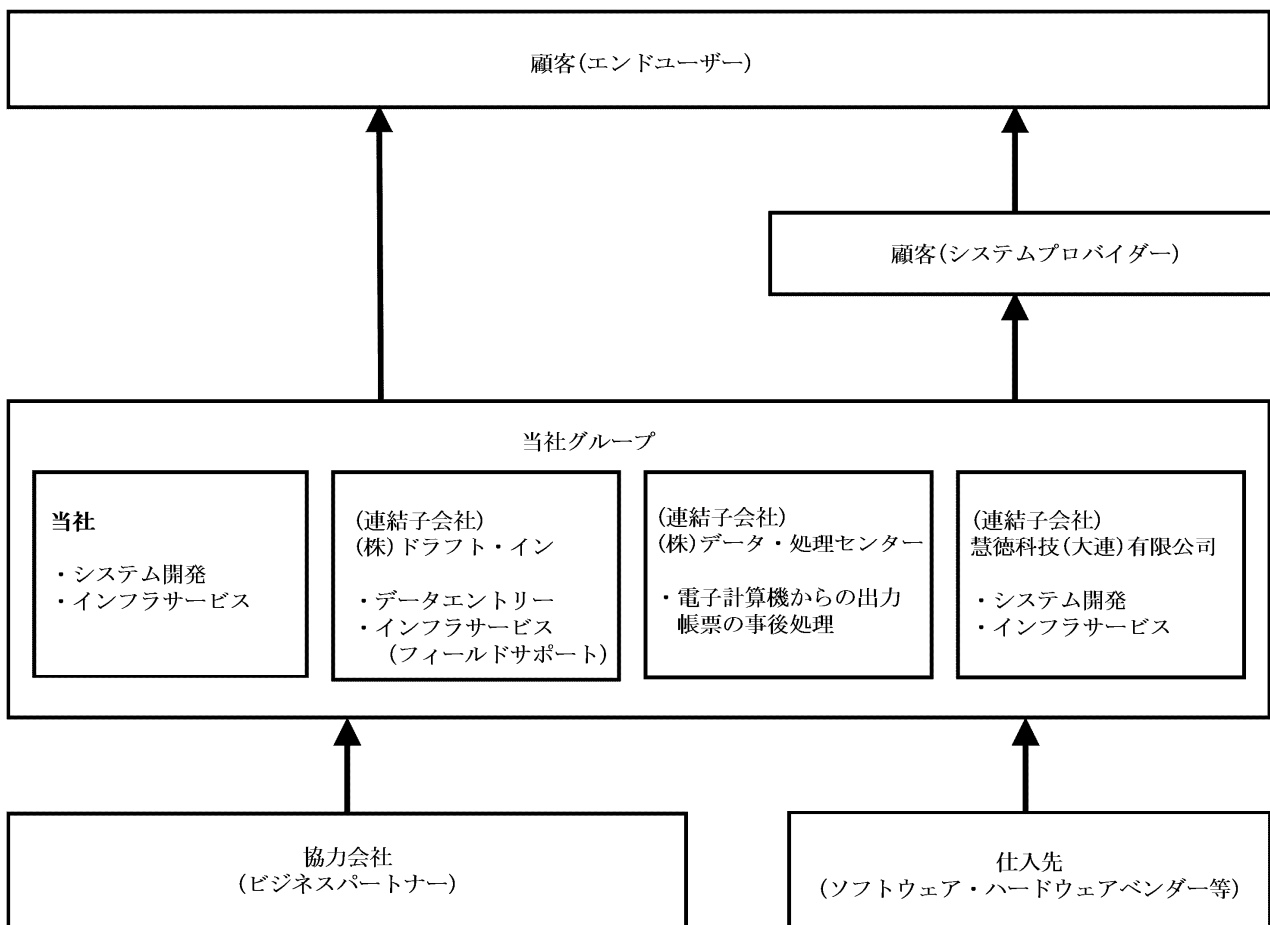 顧客(エンドユーザー)
顧客(システムプロバイダー)
当社グループ
当社
・システム開発
・インフラサービス
(連結子会社)
(株)ドラフト・イン
・データエントリー
・インフラサービス
(フィールドサポート)
(連結子会社)
(株)データ・処理センター
・電子計算機からの出力
帳票の事後処理
(連結子会社)
慧徳科技(大連)有限公司
・システム開発
・インフラサービス
協力会社
(ビジネスパートナー)
仕入先
(ソフトウェア・ハードウェアベンダー等)